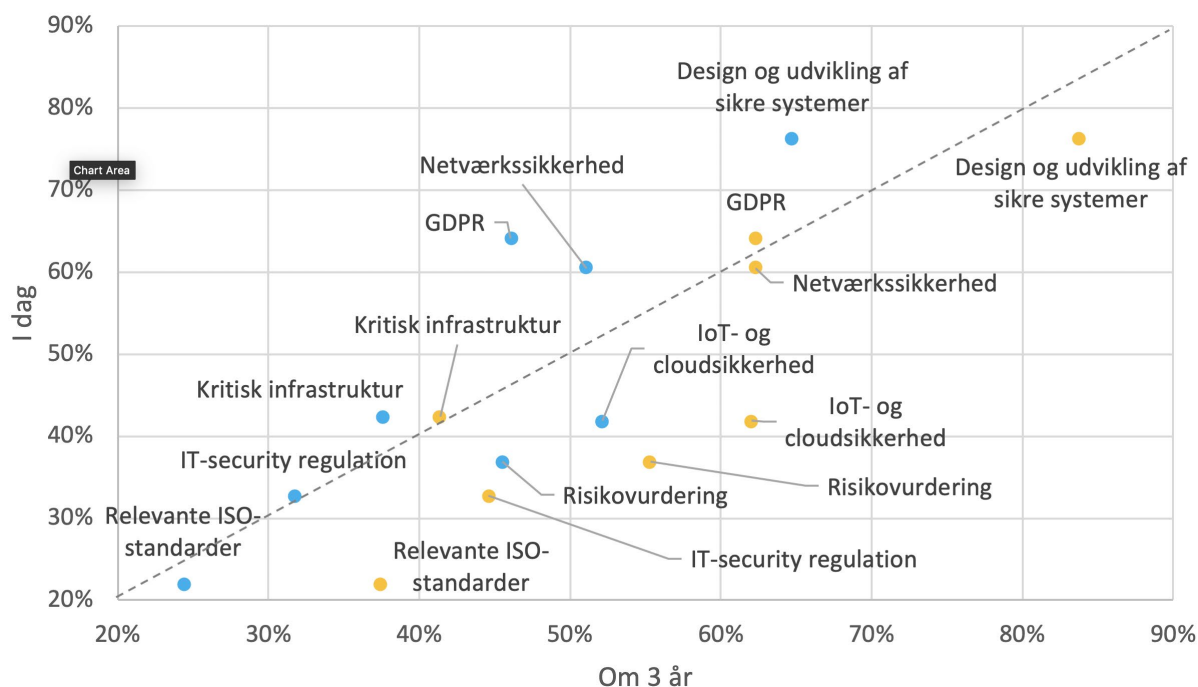 90%
Design og udvikling af
sikre systemer
80%
Netværkssikkerhed
Chart Area
Design og udvikling af
sikre systemer
70%
GDPR
GDPR
60%
Netværkssikkerhed
I dag
Kritisk infrastruktur
IoT- og
cloudsikkerhed
50%
Kritisk infrastruktur
IoT- og
cloudsikkerhed
40%
IT-security regulation
Risikovurdering
Risikovurdering
30%
Relevante ISO-
standarder
Relevante ISO-
standarder
IT-security regulation
20%
20% 30% 40% 50% 60% 70% 80% 90%
Om 3 år